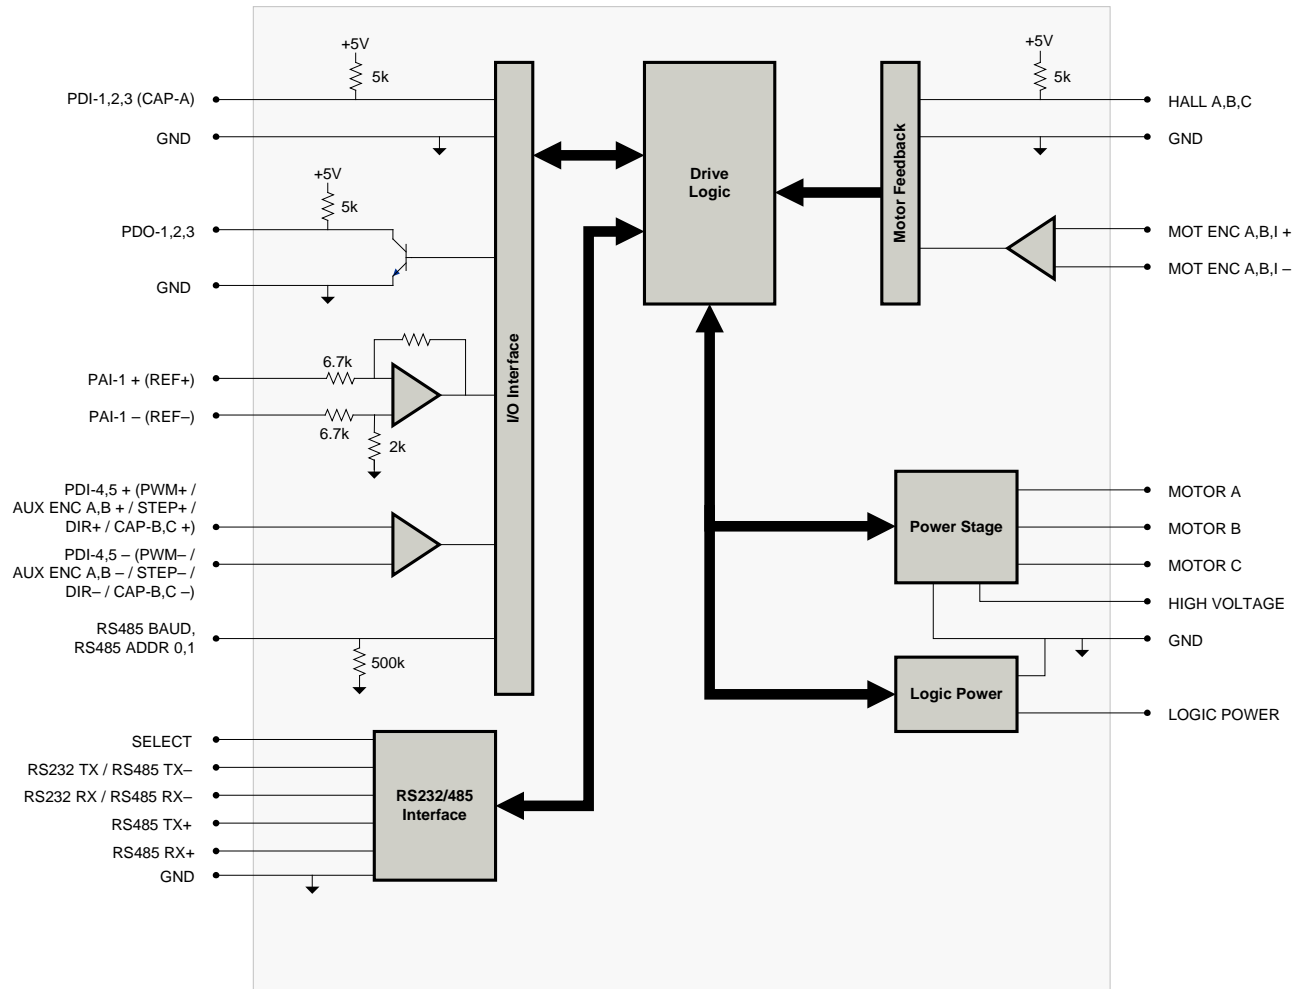 +5V
5k
PDI-1,2,3 (CAP-A)
GND
+5V
5k
PDO-1,2,3
GND
6.7k
PAI-1 + (REF+)
PAI-1 – (REF–)
6.7k
2k
PDI-4,5 + (PWM+ /
AUX ENC A,B + / STEP+ /
DIR+ / CAP-B,C +)
PDI-4,5 – (PWM– /
AUX ENC A,B – / STEP– /
DIR– / CAP-B,C –)
RS485 BAUD,
RS485 ADDR 0,1
500k
I/O Interface
SELECT
RS232 TX / RS485 TX–
RS232 RX / RS485 RX–
RS485 TX+
RS485 RX+
GND
RS232/485
Interface
Drive
Logic
Motor Feedback
+5V
5k
HALL A,B,C
GND
MOT ENC A,B,I +
MOT ENC A,B,I –
Power Stage
MOTOR A
MOTOR B
MOTOR C
HIGH VOLTAGE
GND
Logic Power
LOGIC POWER